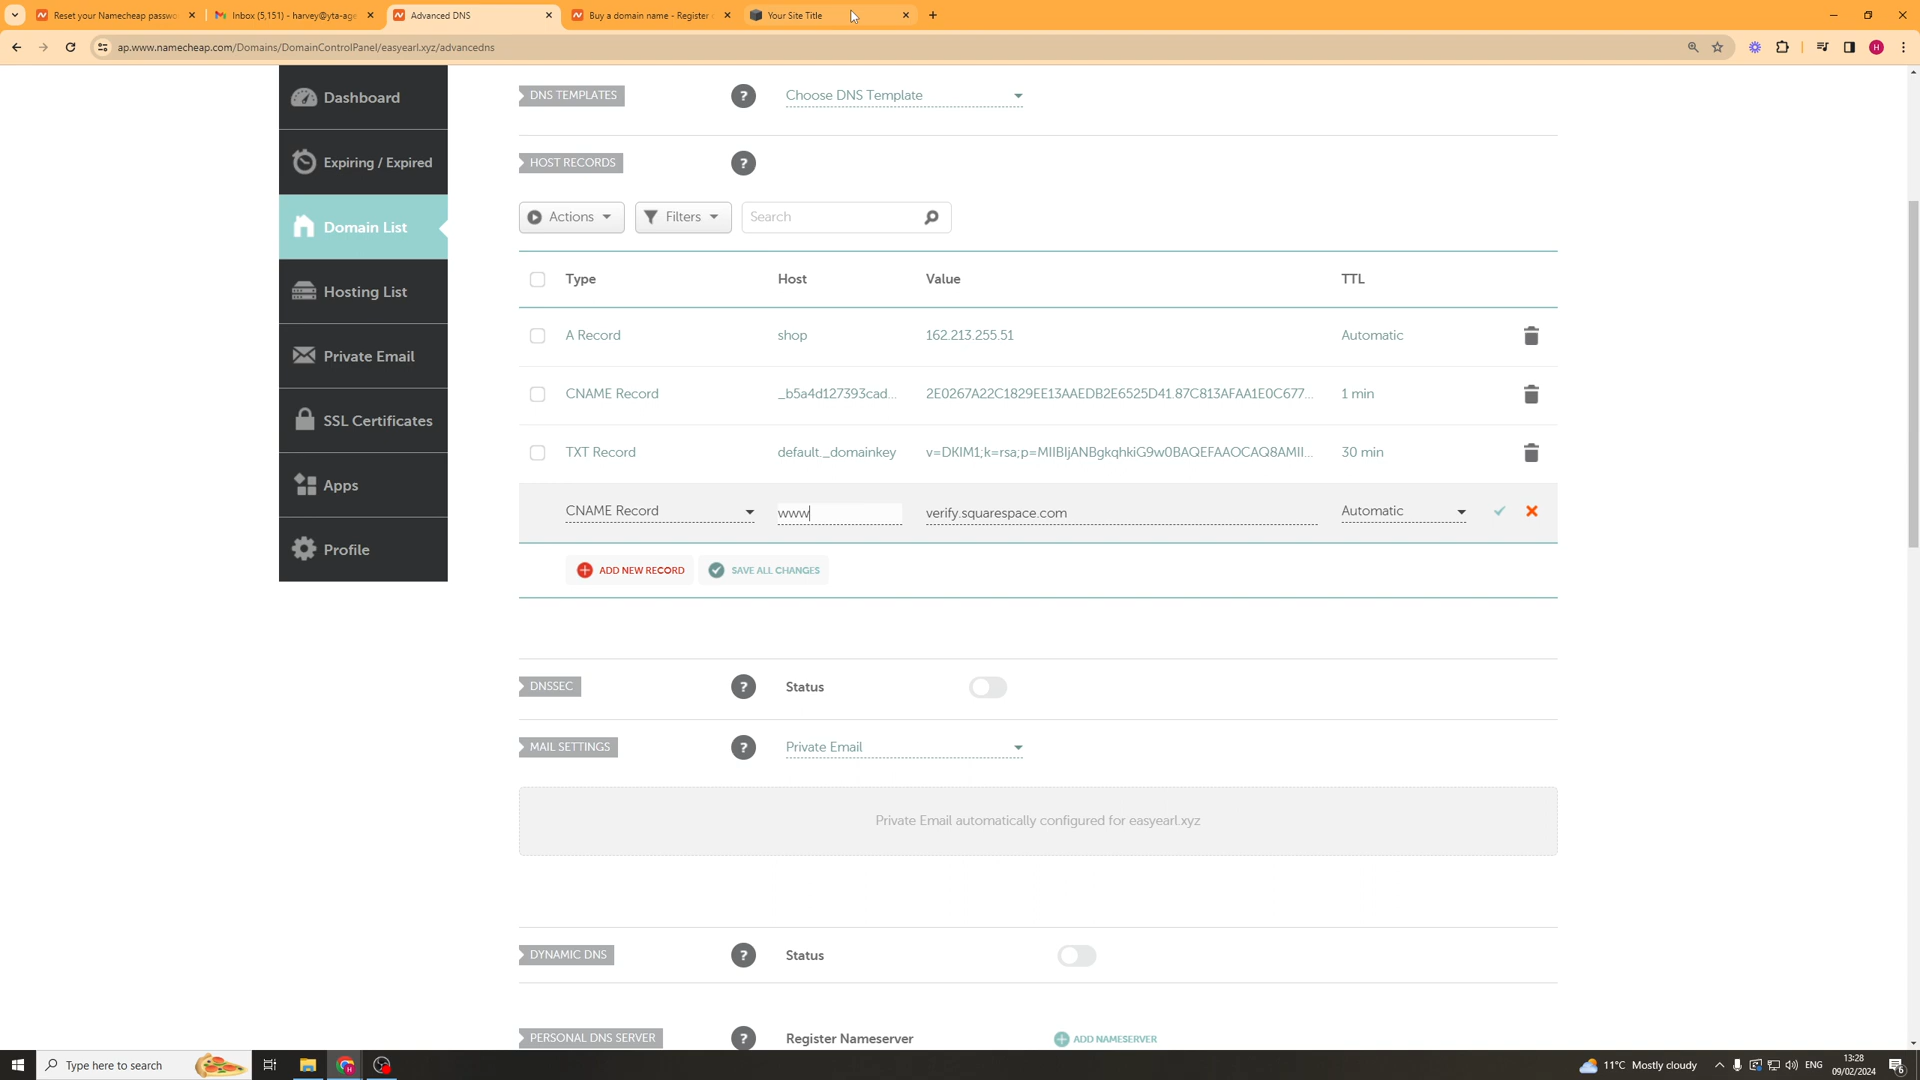 Reset your Namecheap passwo
Inbox (5,151) - harvey@yta-age
Advanced DNS
Buy a domain name - Register
Your Site Title
ap.www.namecheap.com/Domains/DomainControlPanel/easyearl.xyz/advancedns
H
Dashboard
Expiring / Expired
Domain List
Hosting List
Private Email
SSL Certificates
Apps
Profile
DNS TEMPLATES
?
Choose DNS Template
HOST RECORDS
?
Actions
Filters
Search
Type
Host
Value
TTL
A Record
shop
162.213.255.51
Automatic
CNAME Record
_b5a4d127393cad...
2E0267A22C1829EE13AAEDB2E6525D41.87C813AFAA1E0C677...
1 min
TXT Record
default._domainkey
v=DKIM1;k=rsa;p=MIIBIjANBgkqhkiG9w0BAQEFAAOCAQ8AMII...
30 min
CNAME Record
www
verify.squarespace.com
Automatic
ADD NEW RECORD
SAVE ALL CHANGES
DNSSEC
?
Status
MAIL SETTINGS
?
Private Email
Private Email automatically configured for easyearl.xyz
DYNAMIC DNS
?
Status
PERSONAL DNS SERVER
?
Register Nameserver
ADD NAMESERVER
Type here to search
11°C Mostly cloudy
ENG
13:28
09/02/2024
6